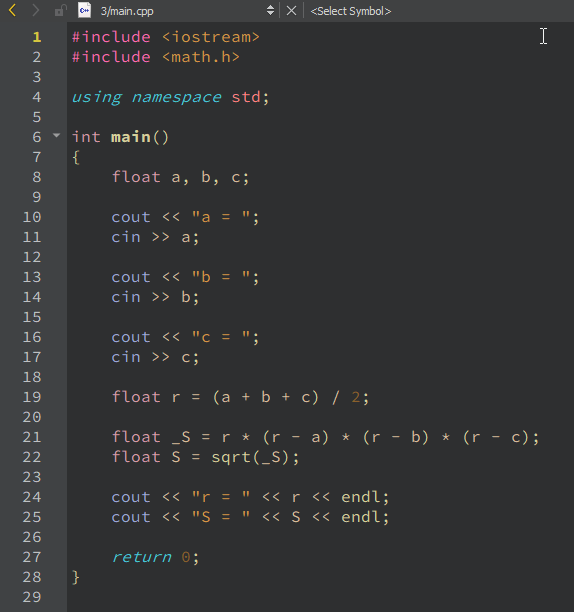 3/main.cpp <Select Symbol>
1 #include <iostream>
2 #include <math.h>
3
4 using namespace std;
5
6 int main()
7 {
8     float a, b, c;
9
10     cout << "a = ";
11     cin >> a;
12
13     cout << "b = ";
14     cin >> b;
15
16     cout << "c = ";
17     cin >> c;
18
19     float r = (a + b + c) / 2;
20
21     float _S = r * (r - a) * (r - b) * (r - c);
22     float S = sqrt(_S);
23
24     cout << "r = " << r << endl;
25     cout << "S = " << S << endl;
26
27     return 0;
28 }
29